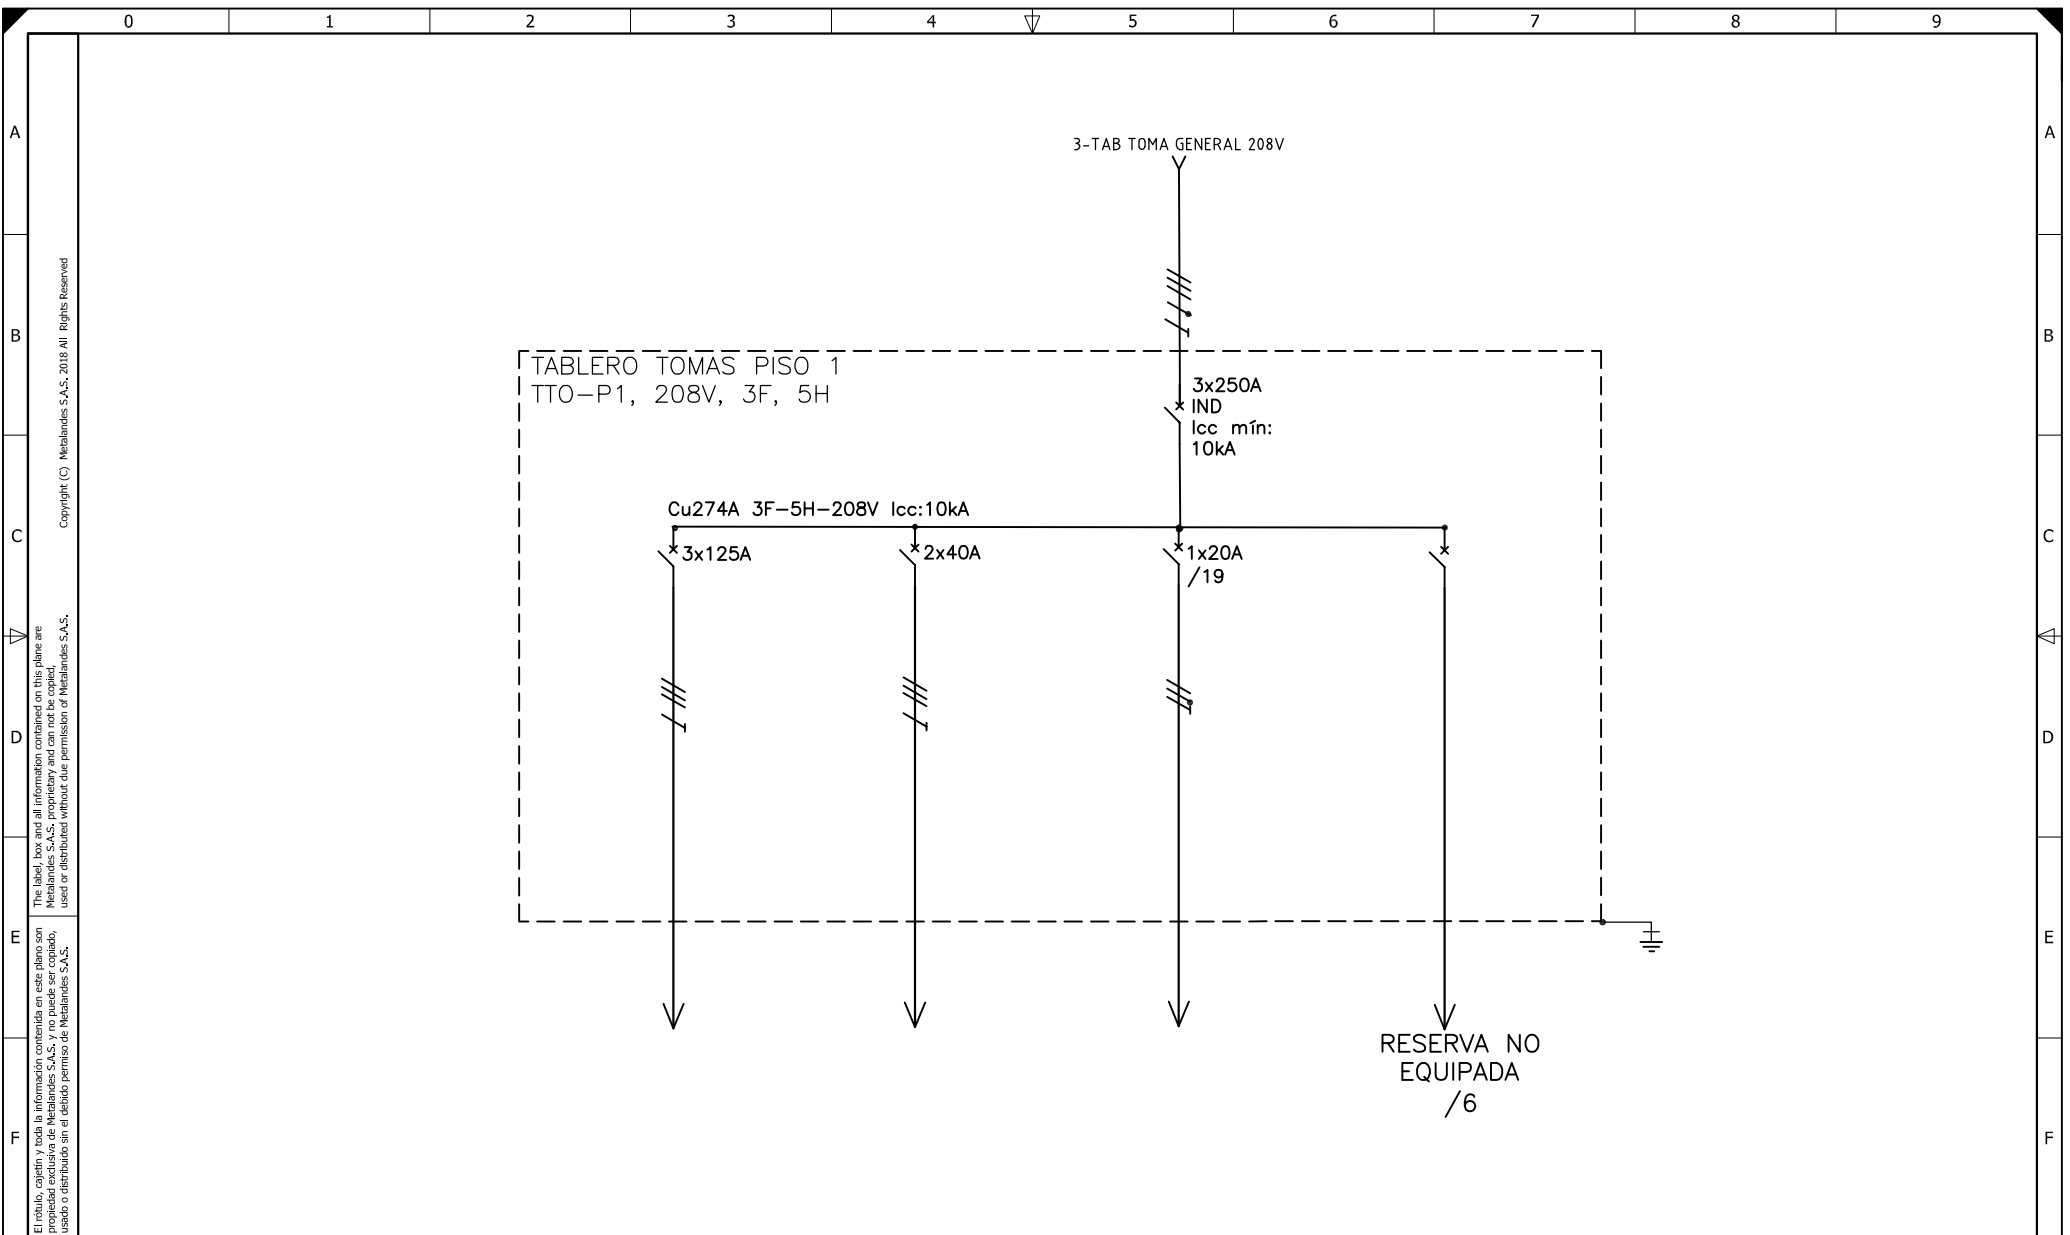 0 1 2 3 4 5 6 7 8 9
A A
3-TAB TOMA GENERAL 208V
B B
TABLERO TOMAS PISO 1
TTO-P1, 208V, 3F, 5H
3x250A
IND
Icc mín:
10kA
Cu274A 3F-5H-208V Icc:10kA
C C
3x125A
2x40A
1x20A
/19
D D
E E
RESERVA NO
EQUIPADA
/6
F F
Copyright (C) Metalandes S.A.S. 2018 All Rights Reserved
The label, box and all information contained on this plane are
Metalandes S.A.S. proprietary and can not be copied,
used or distributed without due permission of Metalandes S.A.S.
El rótulo, cajetín y toda la información contenida en este plano son
propiedad exclusiva de Metalandes S.A.S. y no puede ser copiado,
usado o distribuido sin el debido permiso de Metalandes S.A.S.